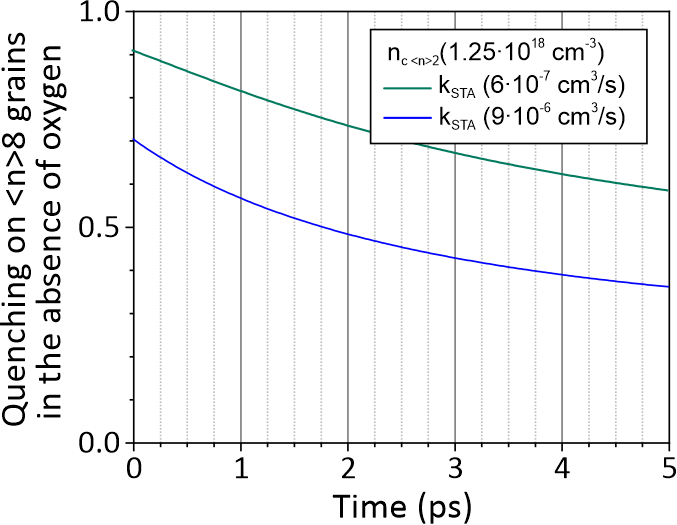 Quenching on <n>8 grains
in the absence of oxygen
1.0
0.5
0.0
n_c <n>2(1.25·10^18 cm^-3)
k_STA (6·10^-7 cm^3/s)
k_STA (9·10^-6 cm^3/s)
0 1 2 3 4 5
Time (ps)